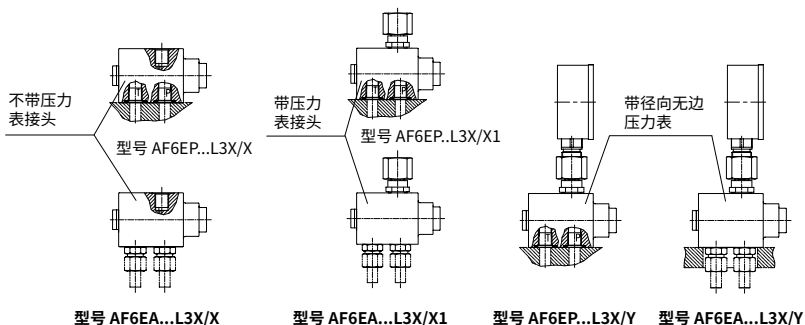 不带压力
表接头
型号 AF6EP...L3X/X
带压力
表接头
型号 AF6EP..L3X/X1
带径向无边
压力表
型号 AF6EA...L3X/X
型号 AF6EA...L3X/X1
型号 AF6EP...L3X/Y
型号 AF6EA...L3X/Y